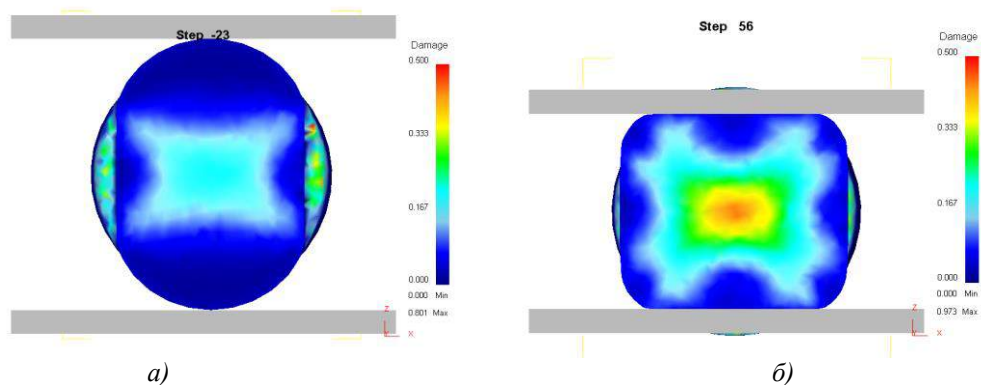 Step -23
Damage
0.500
0.333
0.167
0.000
0.000 Min
0.801 Max
z
x
а)
Step 56
Damage
0.500
0.333
0.167
0.000
0.000 Min
0.973 Max
z
x
б)